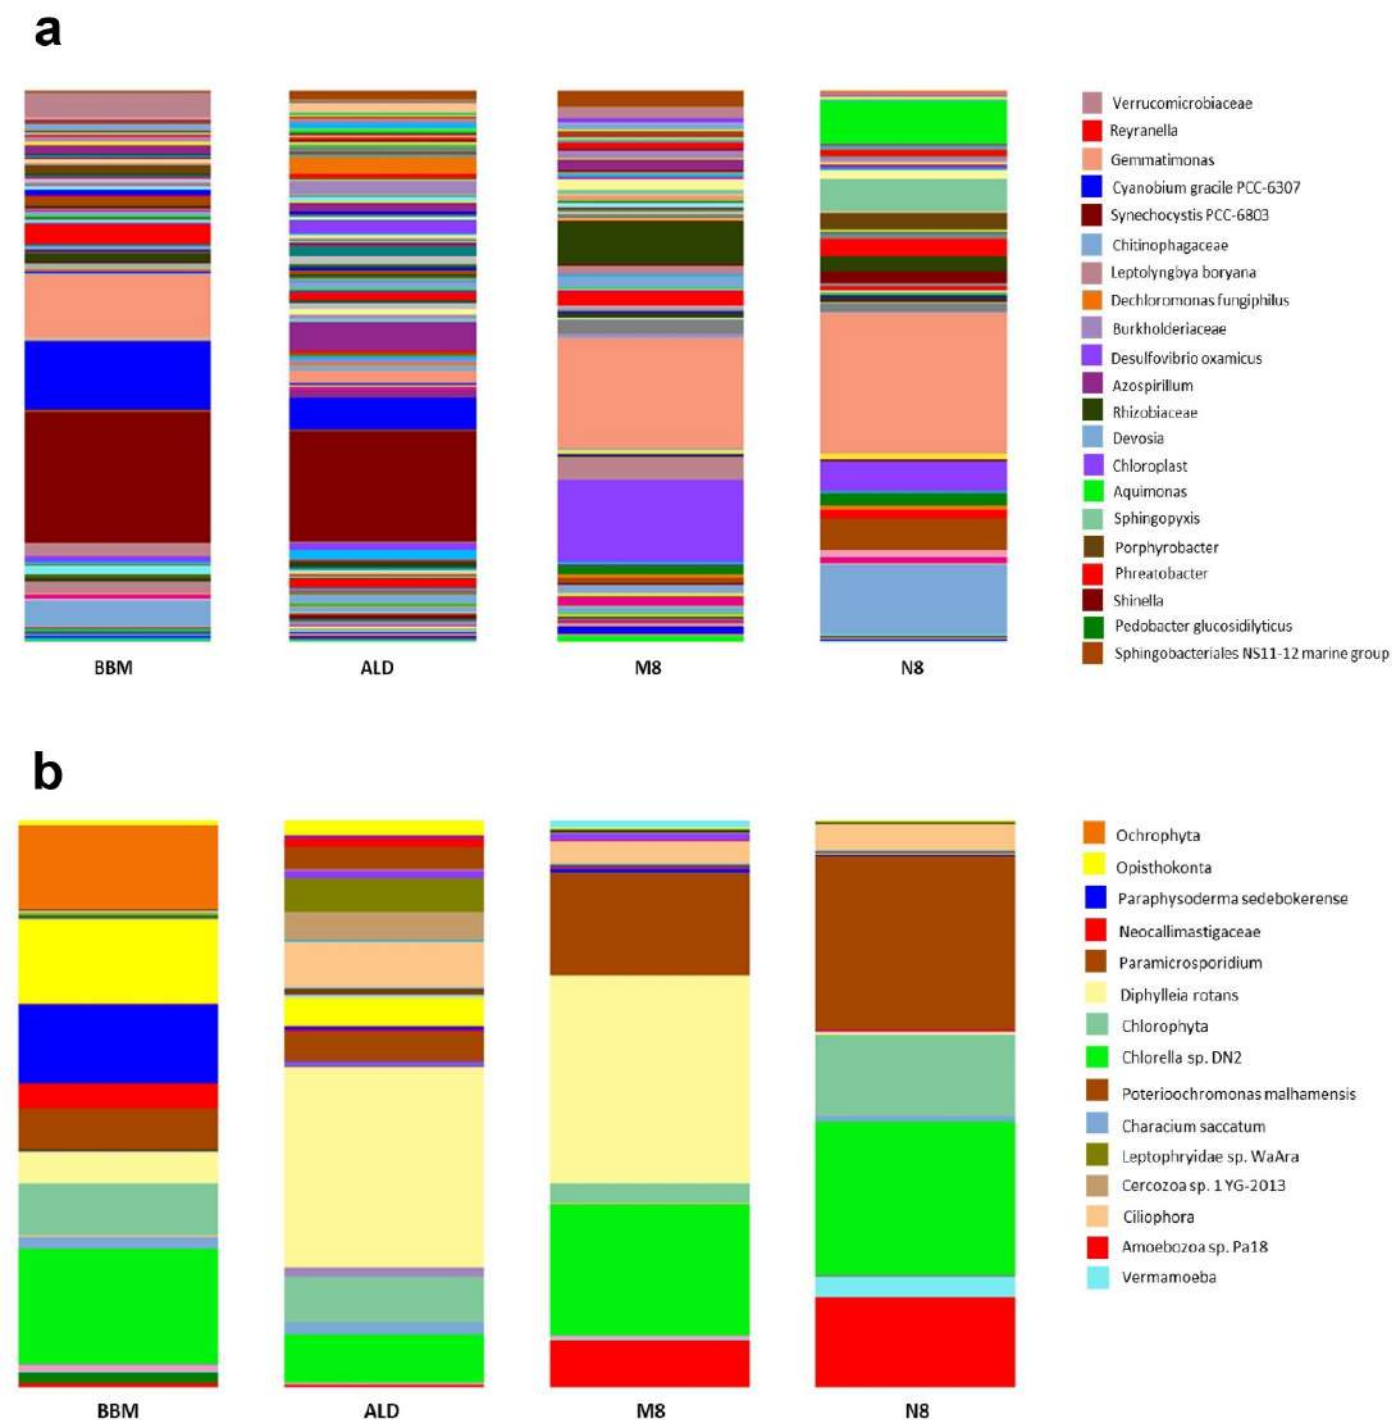 a
Verrucomicrobiaceae
Reyranella
Gemmatimonas
Cyanobium gracile PCC-6307
Synechocystis PCC-6803
Chitinophagaceae
Leptolyngbya boryana
Dechloromonas fungiphilus
Burkholderiaceae
Desulfovibrio oxamicus
Azospirillum
Rhizobiaceae
Devosia
Chloroplast
Aquimonas
Sphingopyxis
Porphyrobacter
Phreatobacter
Shinella
Pedobacter glucosidilyticus
Sphingobacteriales NS11-12 marine group
BBM ALD M8 N8
b
Ochrophyta
Opisthokonta
Paraphysoderma sedebokerense
Neocallimastigaceae
Paramicrosporidium
Diphylleia rotans
Chlorophyta
Chlorella sp. DN2
Poterioochromonas malhamensis
Characium saccatum
Leptophryidae sp. WaAra
Cercozoa sp. 1 YG-2013
Ciliophora
Amoebozoa sp. Pa18
Vermamoeba
BBM ALD M8 N8